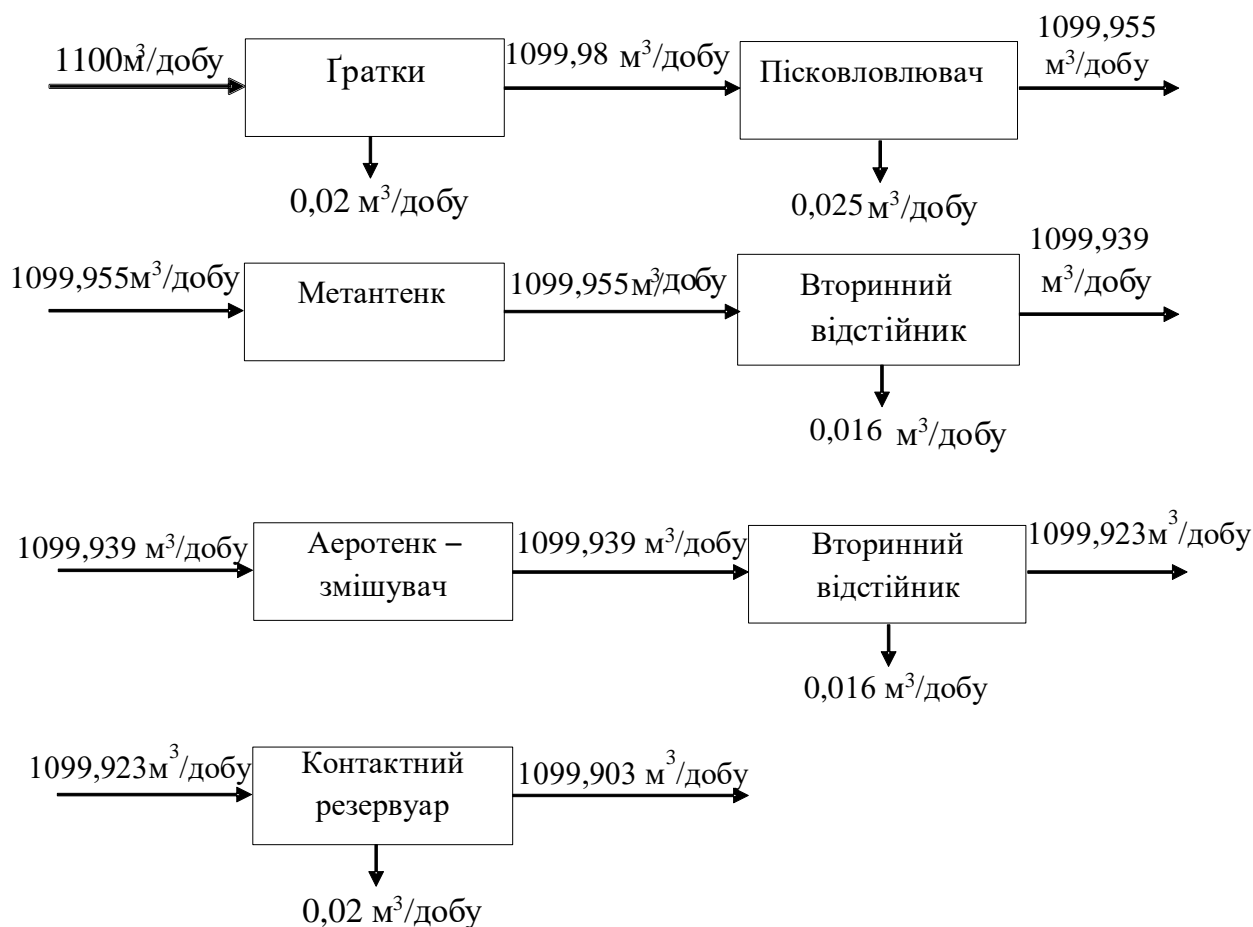 1100м³/добу
Ґратки
1099,98 м³/добу
Пісковловлювач
1099,955
м³/добу
0,02 м³/добу
0,025 м³/добу
1099,955м³/добу
Метантенк
1099,955м³/добу
Вторинний
відстійник
1099,939
м³/добу
0,016 м³/добу
1099,939 м³/добу
Аеротенк –
змішувач
1099,939 м³/добу
Вторинний
відстійник
1099,923м³/добу
0,016 м³/добу
1099,923м³/добу
Контактний
резервуар
1099,903 м³/добу
0,02 м³/добу